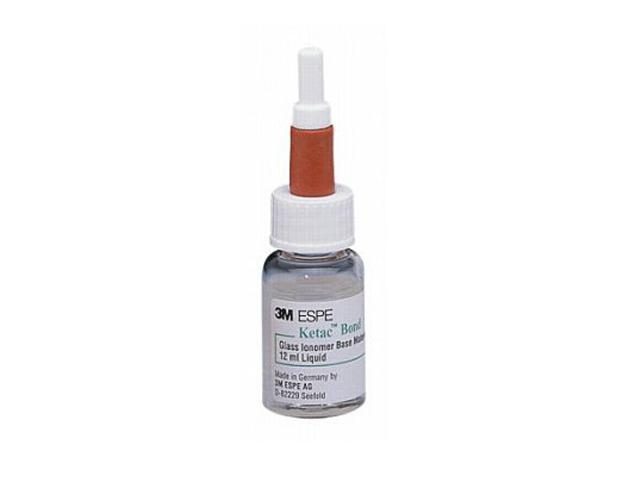 3M ESPE
Ketac™ Bond
Glass Ionomer Base
12 ml Liquid
Made in Germany by
3M ESPE AG
D-82229 Seefeld